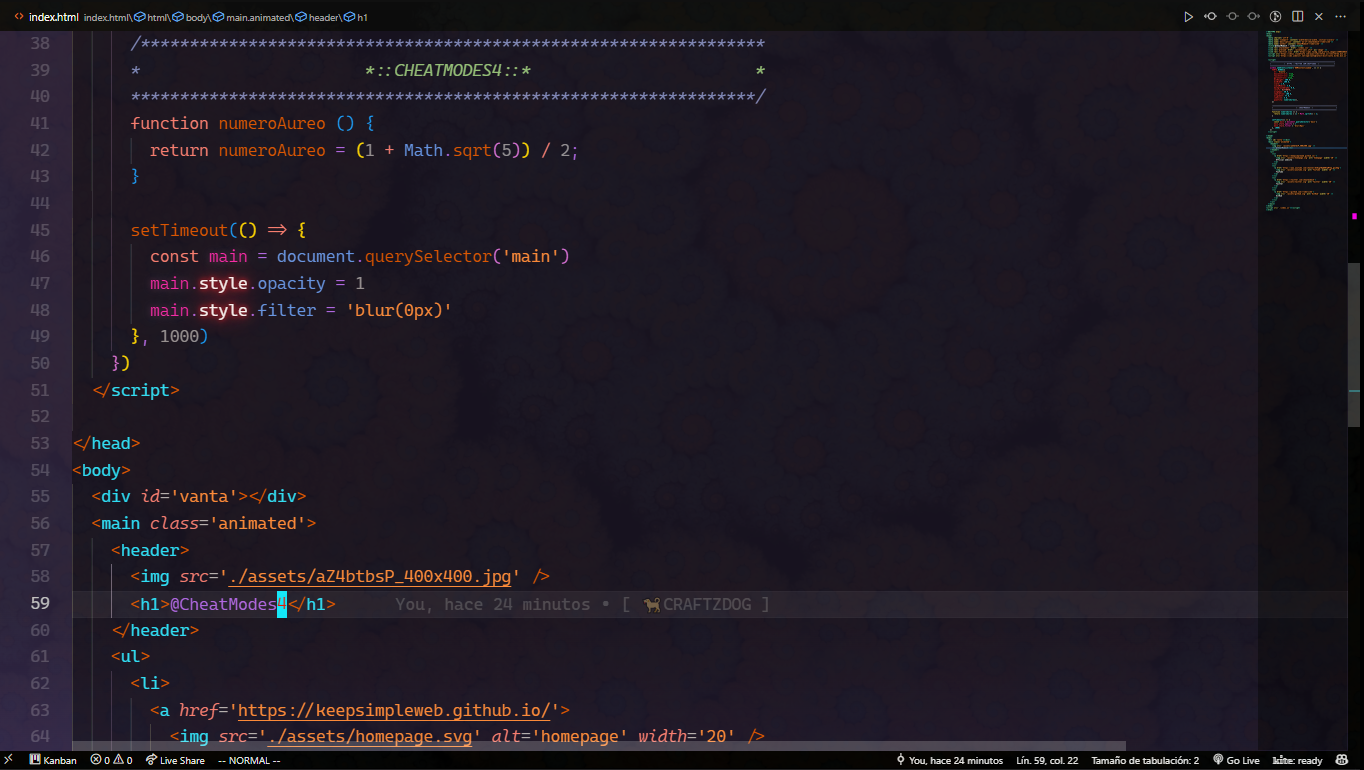 index.html index.html\html\body\main.animated\header\h1
38 /****************************************************************
39 * *::CHEATMODES4::* *
40 ****************************************************************/
41 function numeroAureo () {
42 return numeroAureo = (1 + Math.sqrt(5)) / 2;
43 }
44
45 setTimeout(() => {
46 const main = document.querySelector('main')
47 main.style.opacity = 1
48 main.style.filter = 'blur(0px)'
49 }, 1000)
50 })
51 </script>
52
53 </head>
54 <body>
55 <div id='vanta'></div>
56 <main class='animated'>
57 <header>
58 <img src='./assets/aZ4btbsP_400x400.jpg' />
59 <h1>@CheatModes4</h1> You, hace 24 minutos • [ 🐕CRAFTZDOG ]
60 </header>
61 <ul>
62 <li>
63 <a href='https://keepsimpleweb.github.io/'>
64 <img src='./assets/homepage.svg' alt='homepage' width='20' />
Kanban 0 0 Live Share -- NORMAL -- You, hace 24 minutos Lín. 59, col. 22 Tamaño de tabulación: 2 Go Live kite: ready